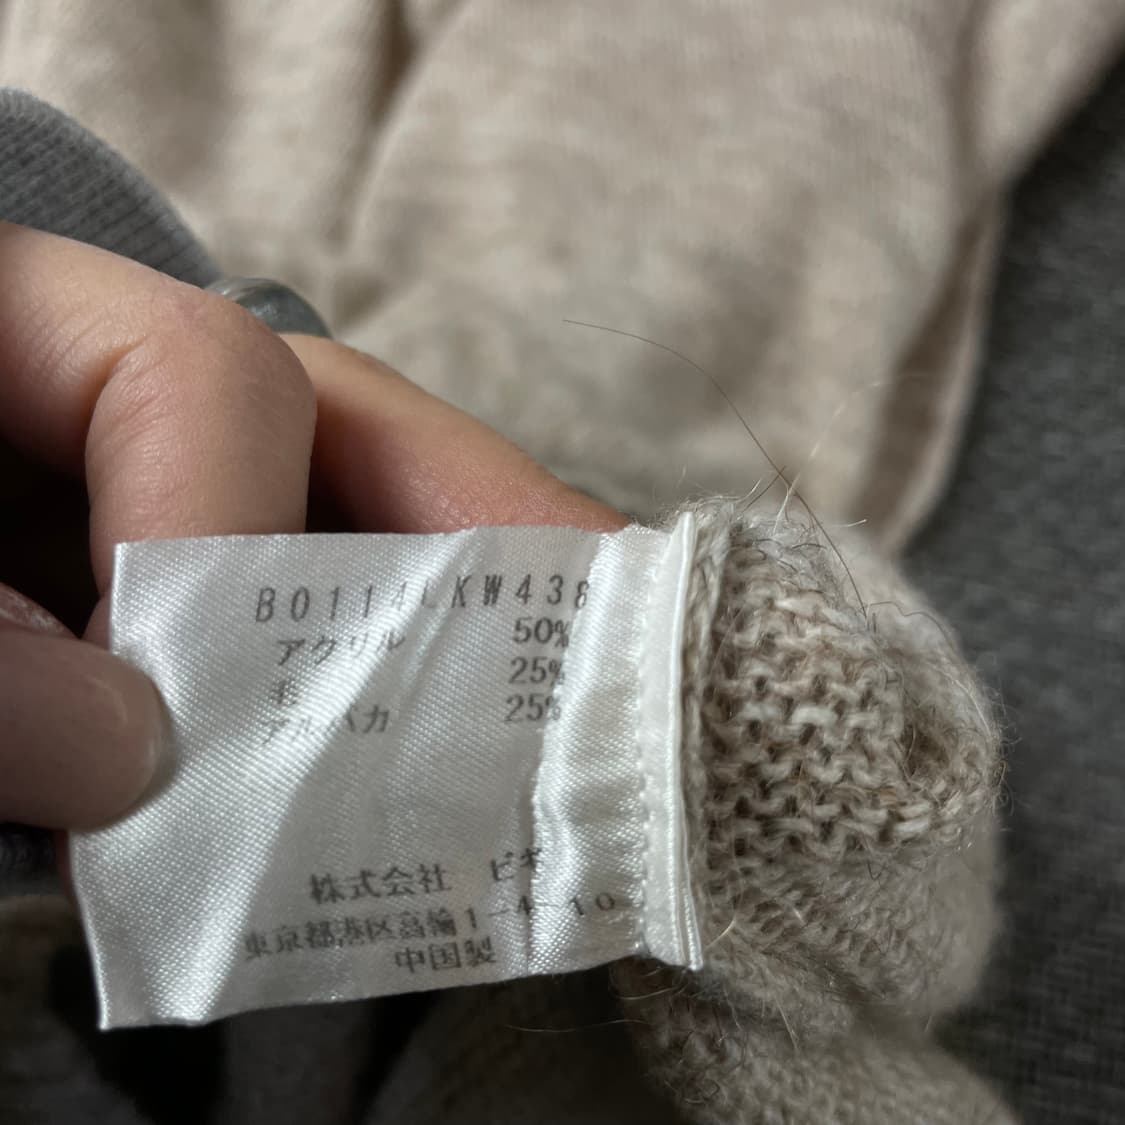 B0114LKW438
アクリル 50%
毛 25%
アルパカ 25%
株式会社 ビギ
東京都港区高輪1-4-10
中国製